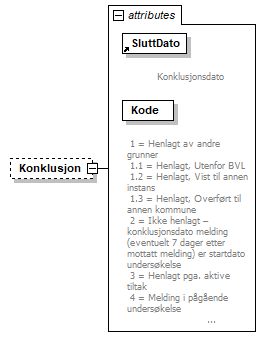 attributes
SluttDato
Konklusjonsdato
Kode
Konklusjon
1 = Henlagt av andre
grunner
1.1 = Henlagt, Utenfor BVL
1.2 = Henlagt, Vist til annen
instans
1.3 = Henlagt, Overført til
annen kommune
2 = Ikke henlagt –
konklusjonsdato melding
(eventuelt 7 dager etter
mottatt melding) er startdato
undersøkelse
3 = Henlagt pga. aktive
tiltak
4 = Melding i pågående
undersøkelse
...